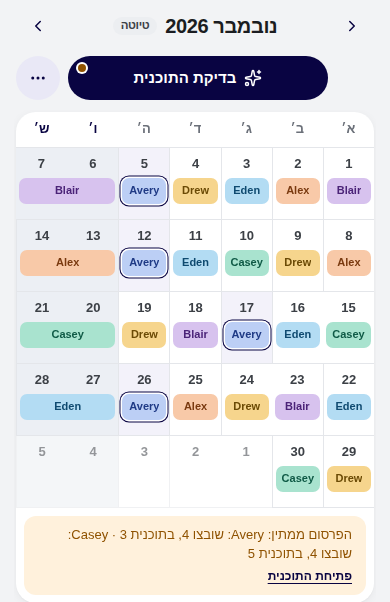 נובמבר 2026 טיוטה
בדיקת התוכנית
א׳ ב׳ ג׳ ד׳ ה׳ ו׳ ש׳
1 2 3 4 5 6 7
Blair Alex Eden Drew Avery Blair
8 9 10 11 12 13 14
Alex Drew Casey Eden Avery Alex
15 16 17 18 19 20 21
Casey Eden Avery Blair Drew Casey
22 23 24 25 26 27 28
Eden Blair Drew Alex Avery Eden
29 30 1 2 3 4 5
Drew Casey
הפרסום ממתין: Avery: שובצו 4, בתוכנית 3 · Casey:
שובצו 4, בתוכנית 5
פתיחת התוכנית